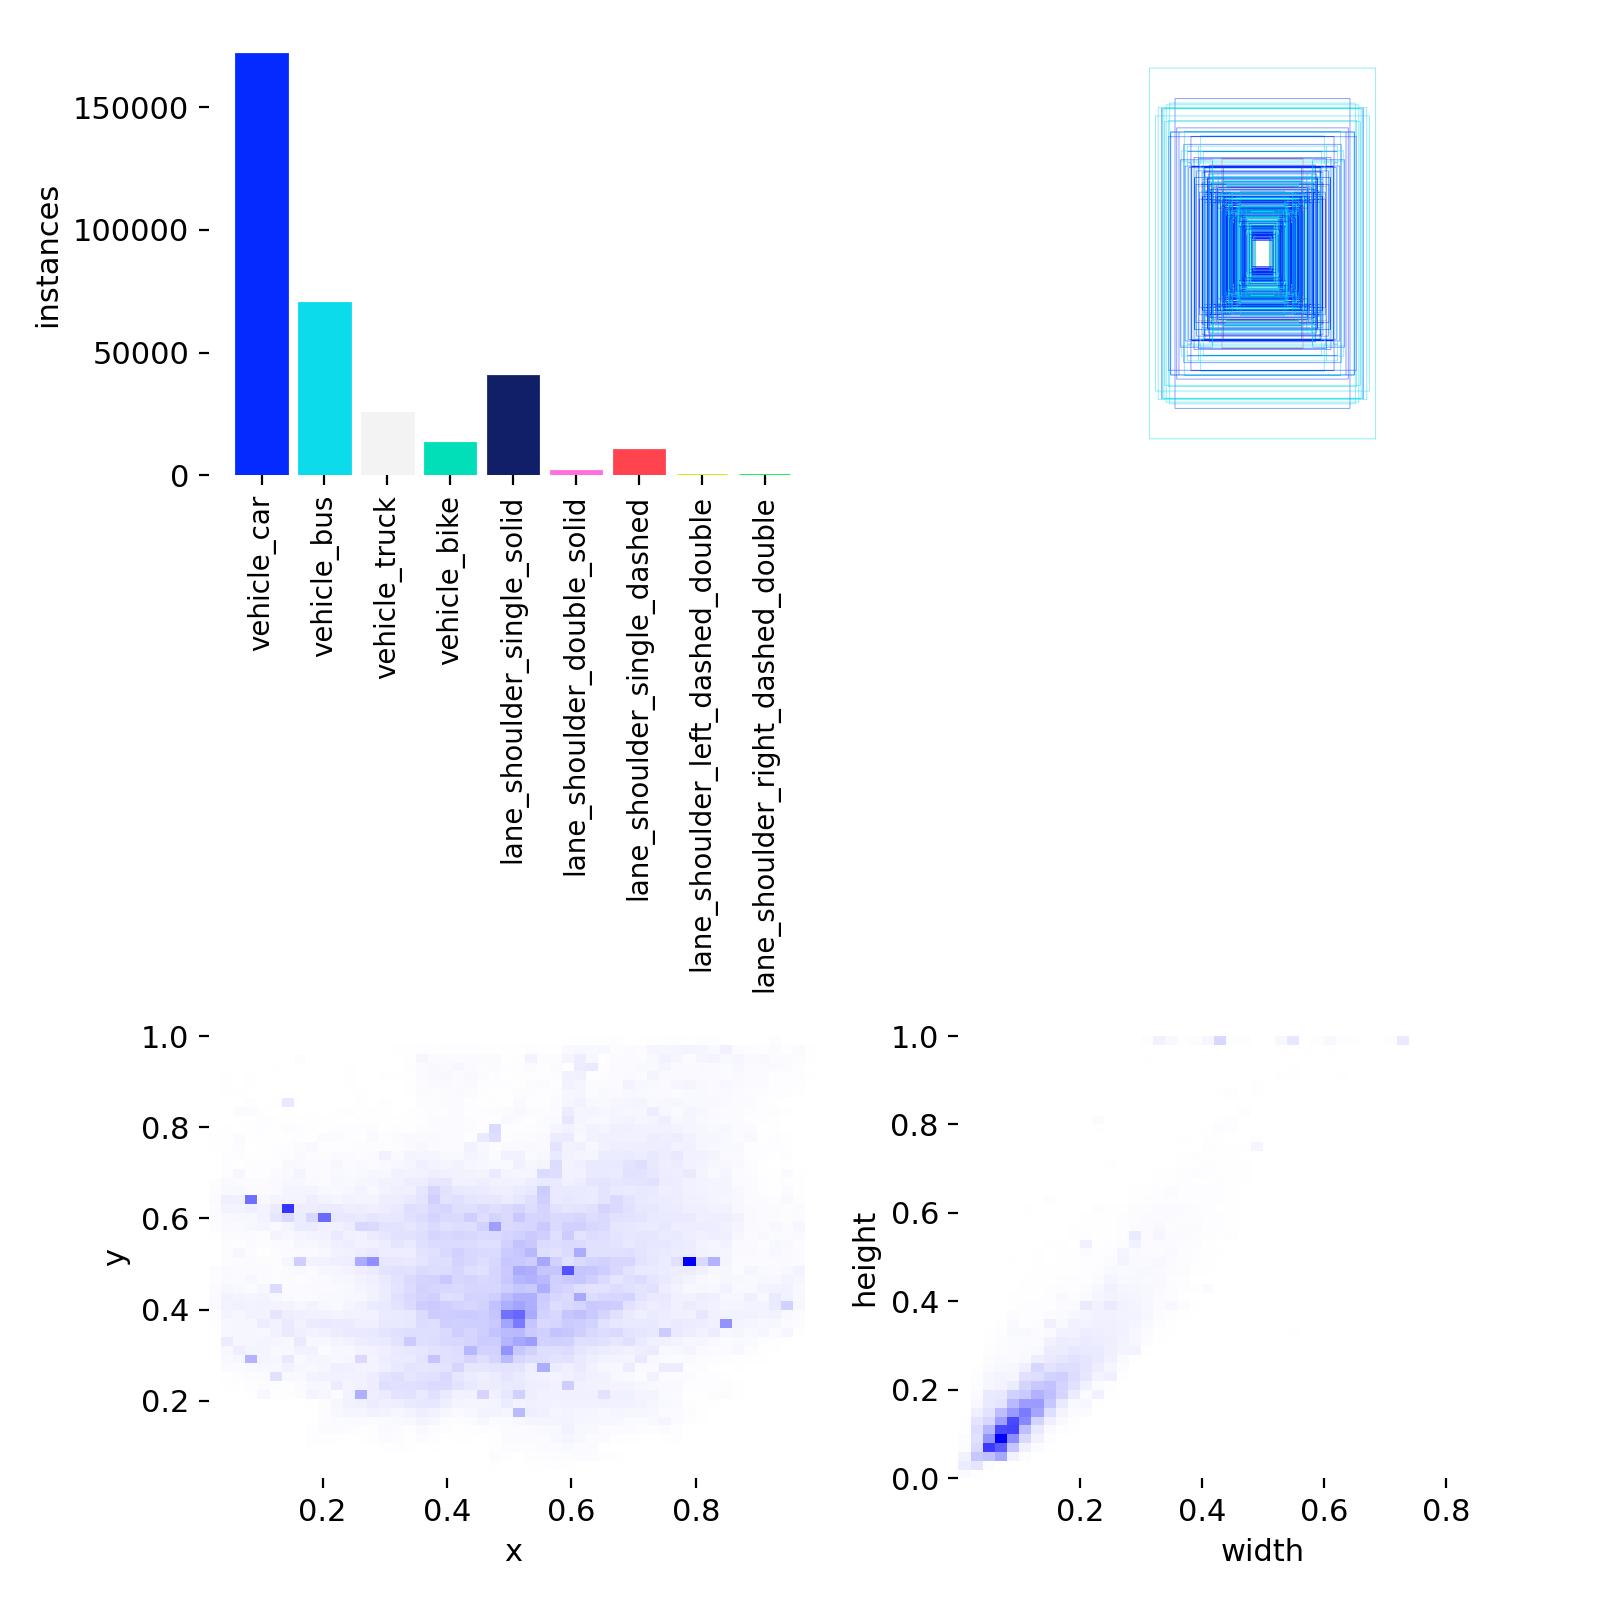 instances
150000
100000
50000
0
vehicle_car
vehicle_bus
vehicle_truck
vehicle_bike
lane_shoulder_single_solid
lane_shoulder_double_solid
lane_shoulder_single_dashed
lane_shoulder_left_dashed_double
lane_shoulder_right_dashed_double
y
1.0
0.8
0.6
0.4
0.2
0.2 0.4 0.6 0.8
x
height
1.0
0.8
0.6
0.4
0.2
0.0
0.2 0.4 0.6 0.8
width